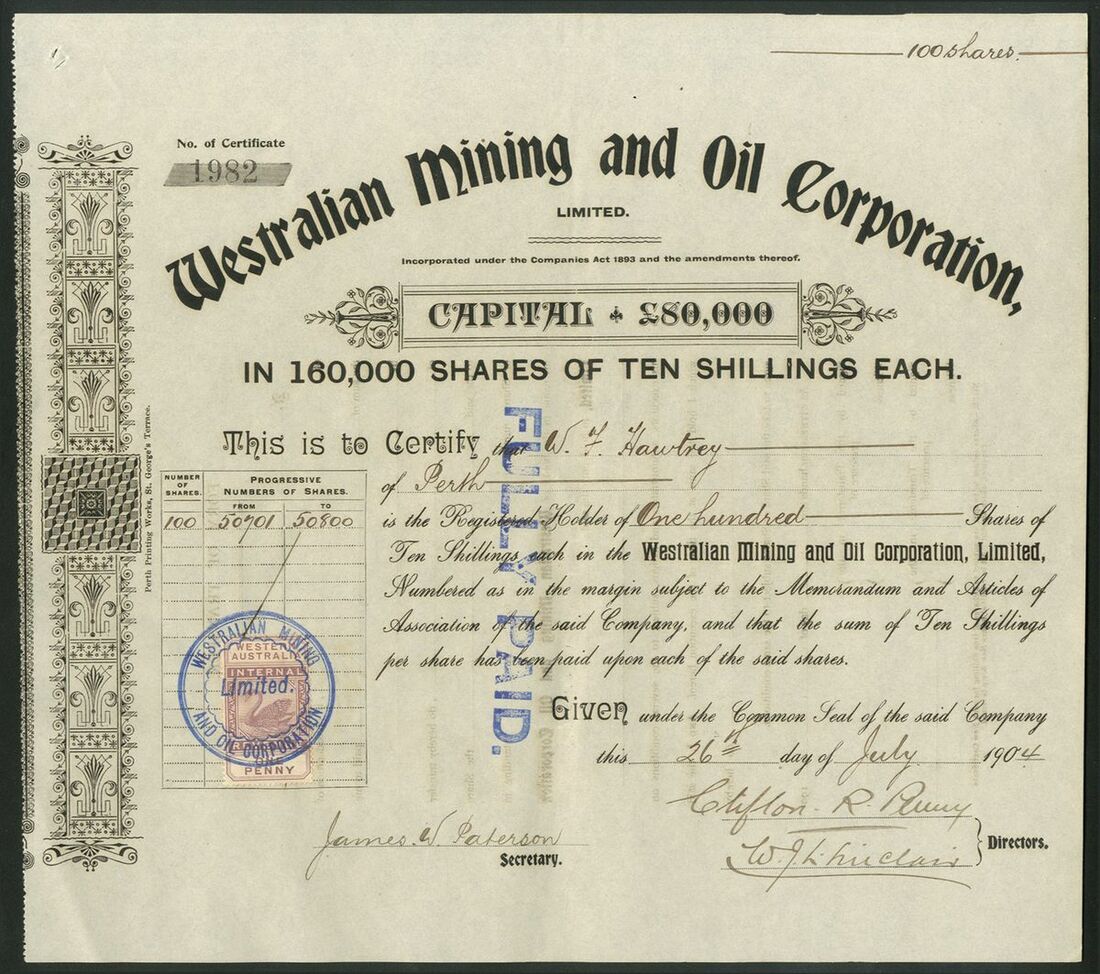 100 shares.
No. of Certificate
1982
Westralian Mining and Oil Corporation,
LIMITED.
Incorporated under the Companies Act 1893 and the amendments thereof.
CAPITAL £80,000
IN 160,000 SHARES OF TEN SHILLINGS EACH.
This is to Certify that W. F. Hawtrey
of Perth
is the Registered Holder of One hundred Shares of
Ten Shillings each in the Westralian Mining and Oil Corporation, Limited,
Numbered as in the margin subject to the Memorandum and Articles of
Association of the said Company, and that the sum of Ten Shillings
per share has been paid upon each of the said shares.
FULLY PAID.
Given under the Common Seal of the said Company
this 26th day of July 1904
NUMBER OF SHARES.
PROGRESSIVE NUMBERS OF SHARES.
FROM TO
100 50701 50800
WESTRALIAN MINING
AND OIL CORPORATION
Limited.
WESTERN
AUSTRALIA
INTERNAL
ONE
PENNY
Perth Printing Works, St. George's Terrace.
James W. Paterson
Secretary.
Clifton R. Penny
W. J. Sinclair
Directors.